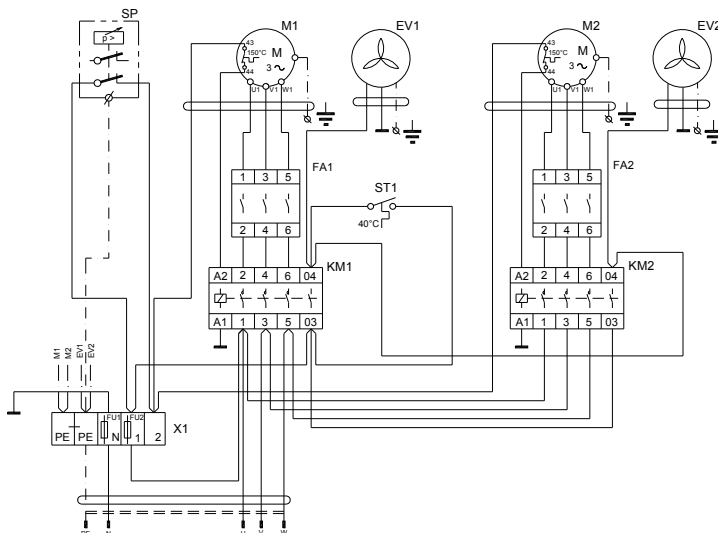 SP
p >
M1
43
150°C
M
3 ~
44
U1 V1 W1
EV1
M2
43
150°C
M
3 ~
44
U1 V1 W1
EV2
1 3 5
FA1
2 4 6
ST1
40°C
1 3 5
FA2
2 4 6
A2 2 4 6 04
KM1
A1 1 3 5 03
A2 2 4 6 04
KM2
A1 1 3 5 03
M1
M2
EV1
EV2
FU1 FU2
PE PE N 1 2
X1
PE N U V W